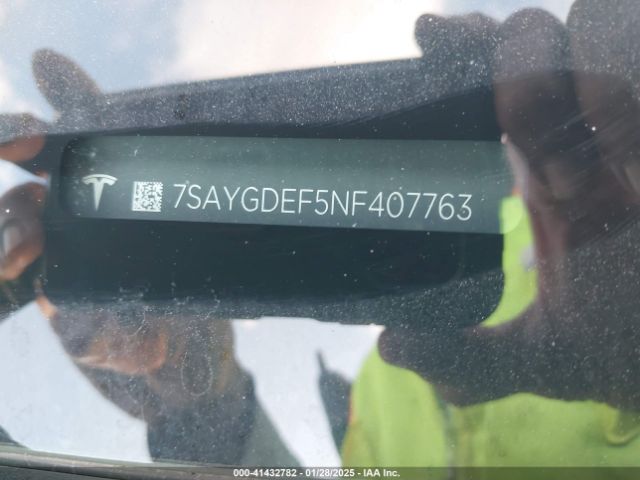 7SAYGDEF5NF407763
000-41432782 - 01/28/2025 - IAA Inc.